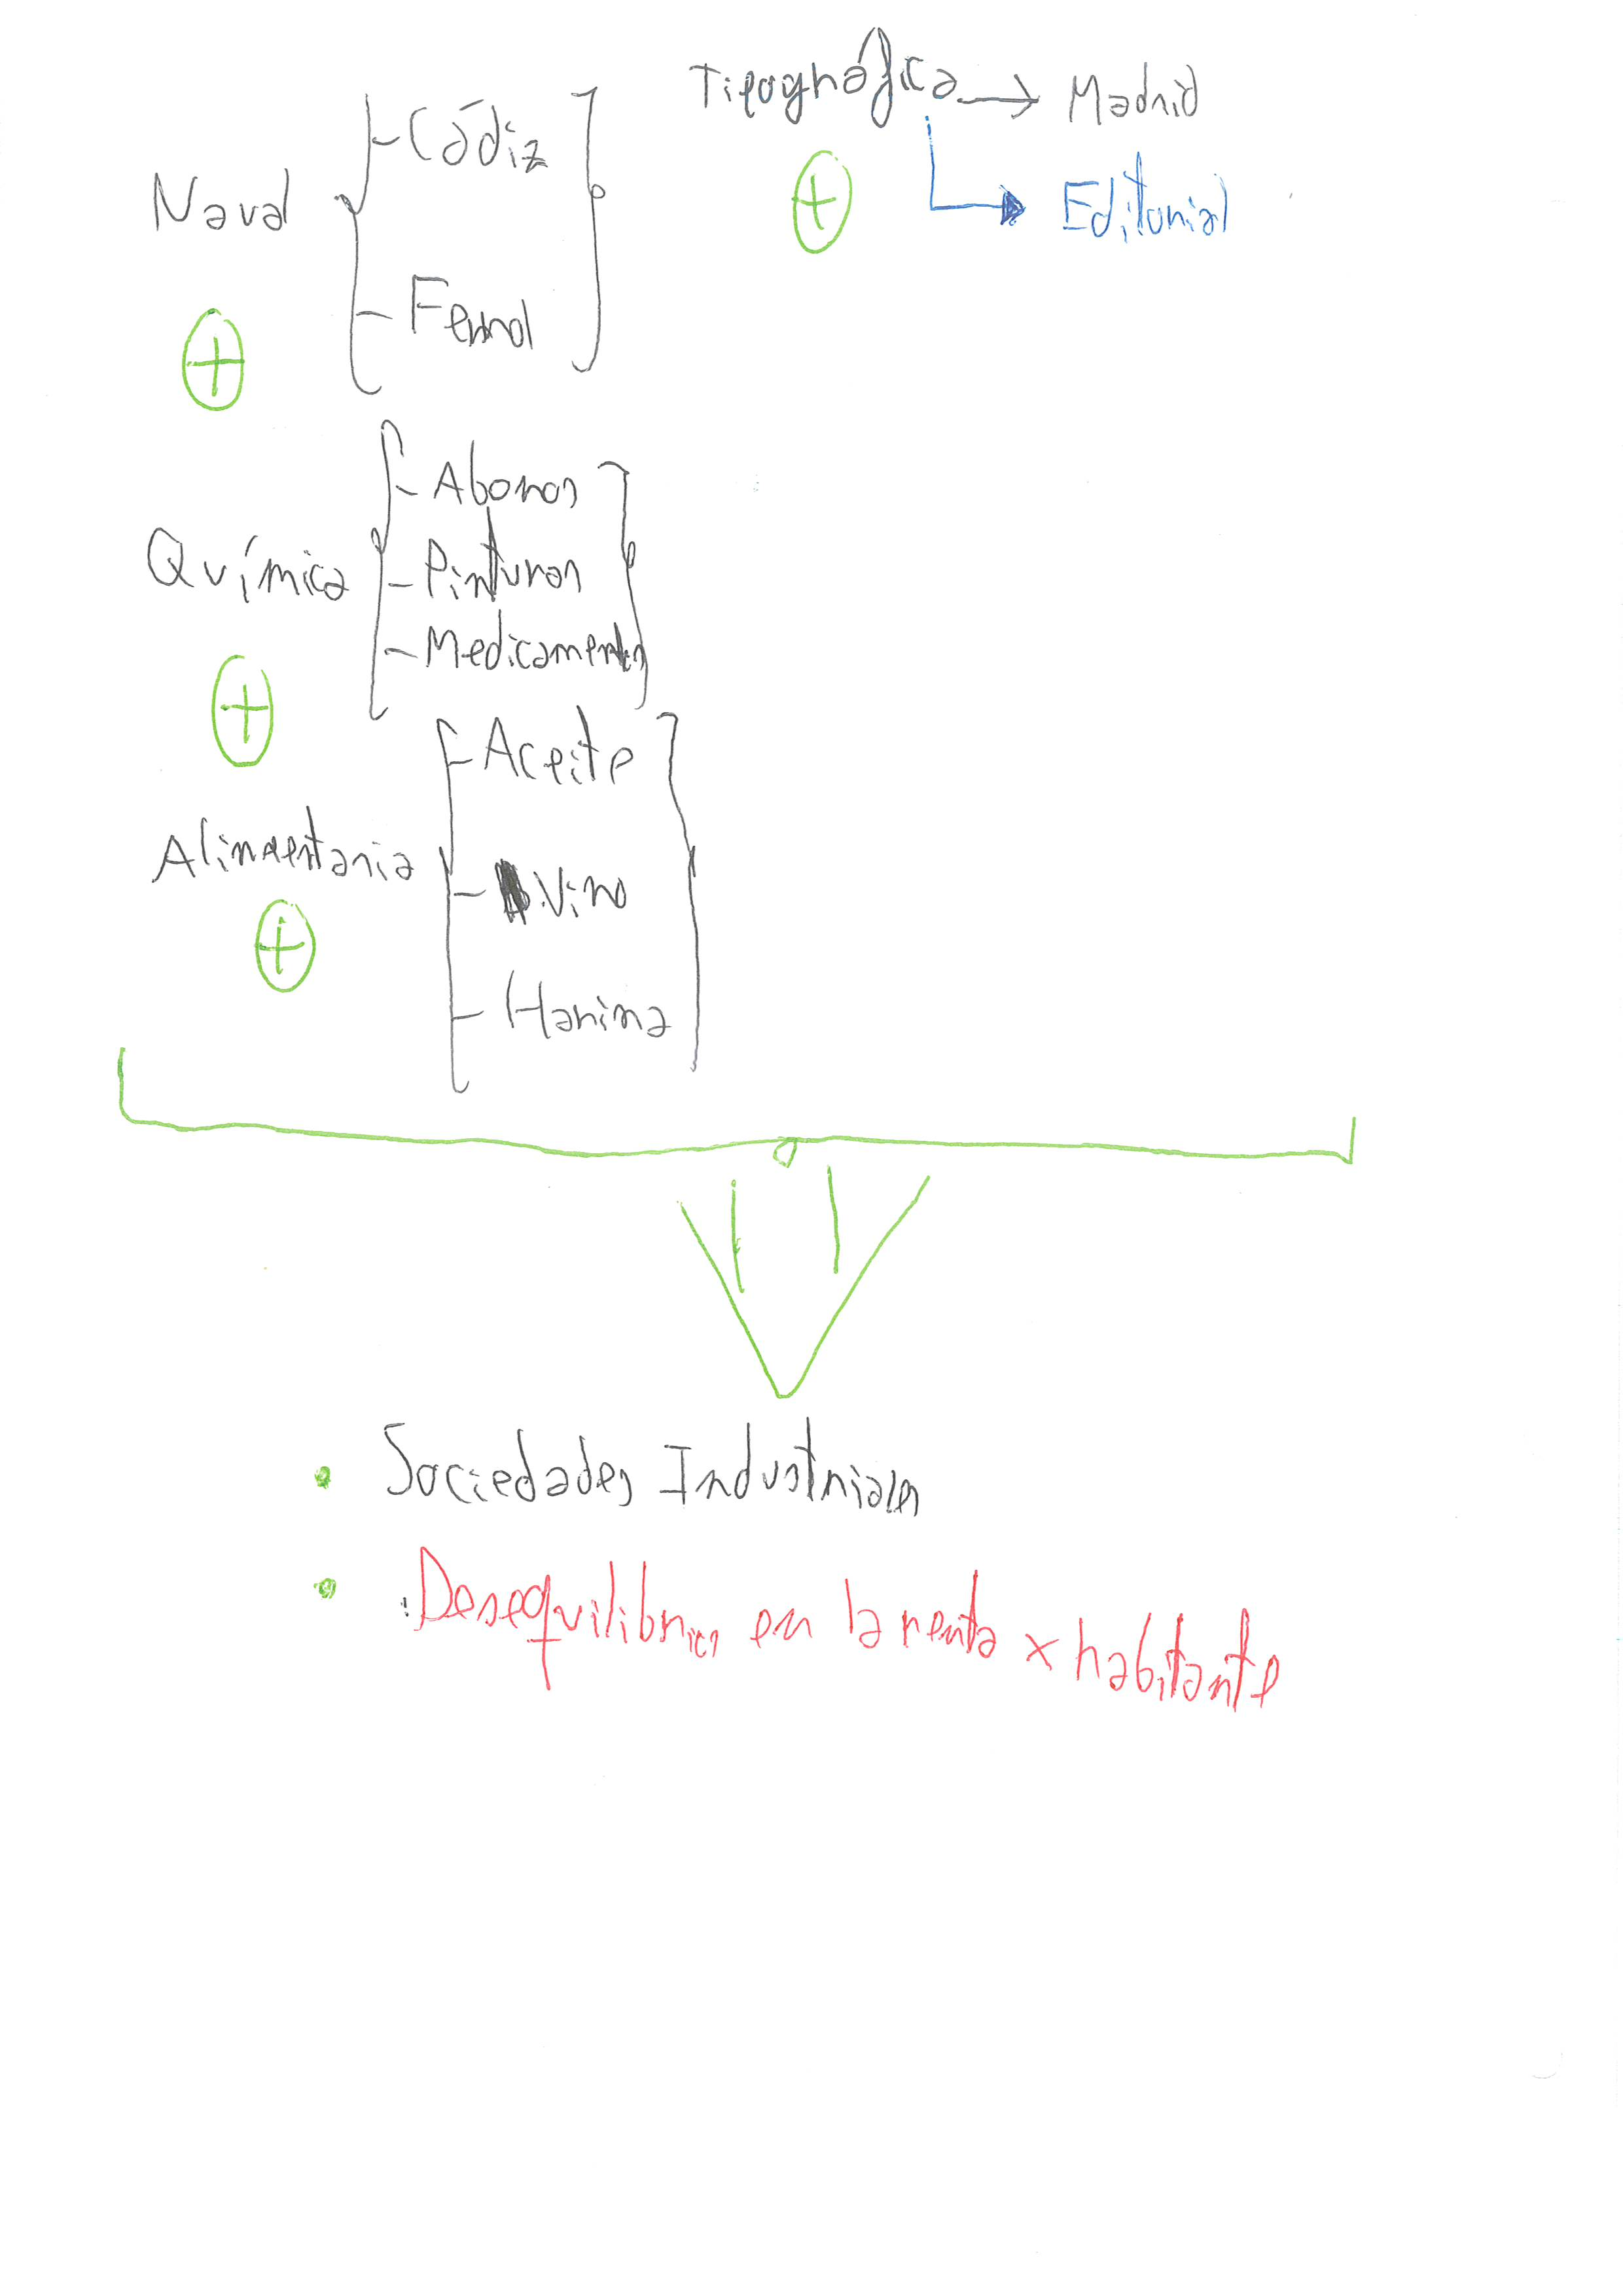 Tipográfica → Madrid
Editorial
Naval
- Cádiz
- Ferrol
+
+
Química
- Abonos
- Pinturas
- Medicamentos
+
Alimentaria
- Aceite
- Vino
- Harina
+
Sociedades Industriales
Desequilibrios en la renta x habitante